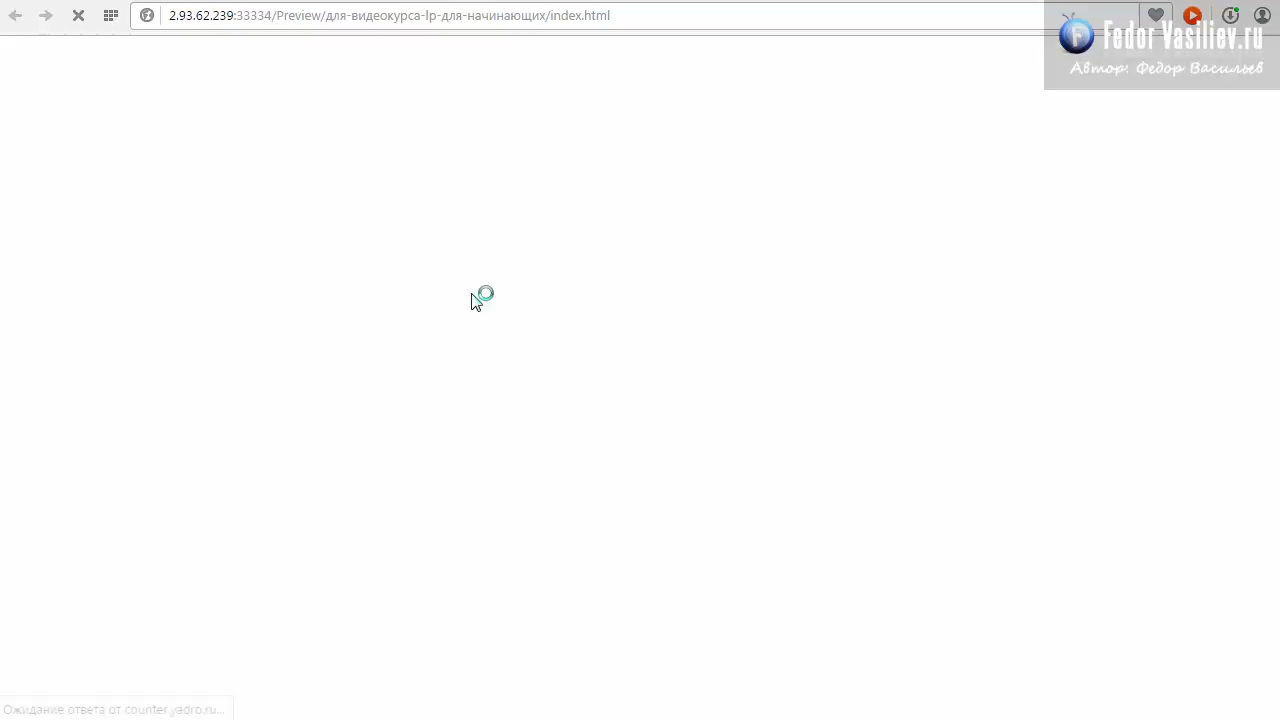 2.93.62.239:33334/Preview/для-видеокурса-lp-для-начинающих/index.html
F Fedor Vasiliev.ru
Автор: Федор Васильев
Ожидание ответа от counter.yadro.ru...